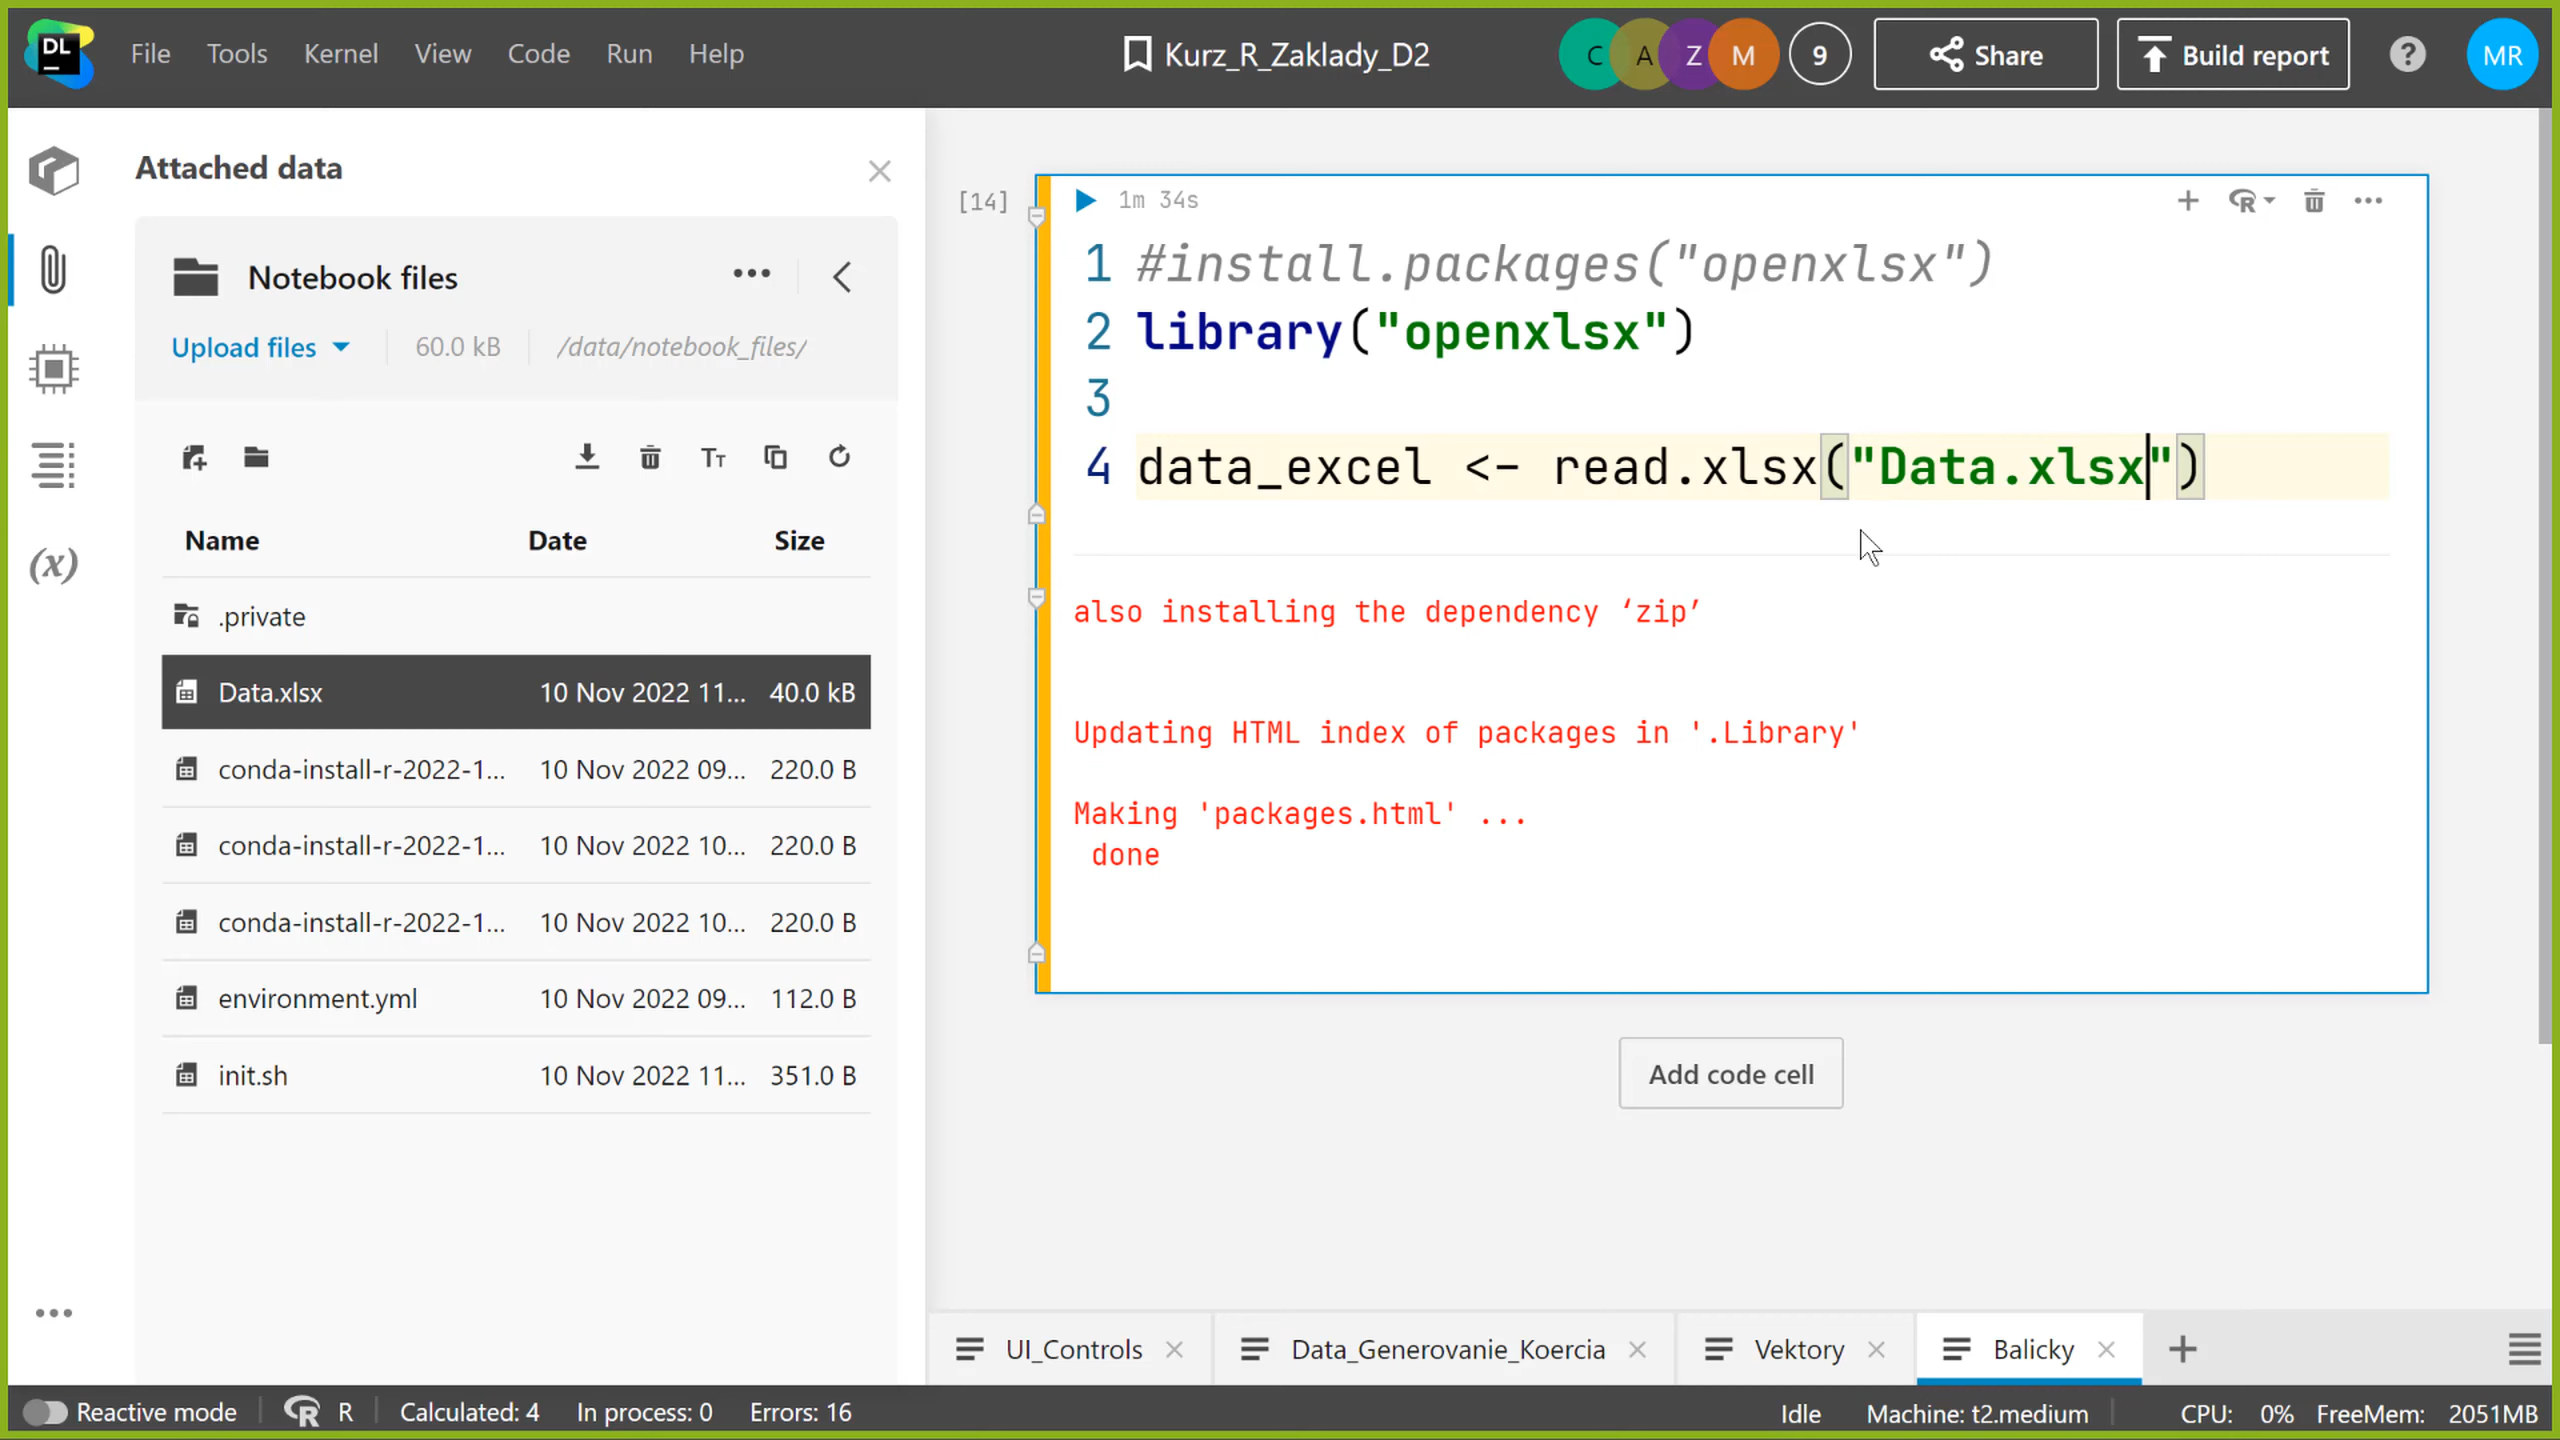 DL File Tools Kernel View Code Run Help Kurz_R_Zaklady_D2 C A Z M 9 Share Build report ? MR
Attached data
Notebook files
Upload files 60.0 kB /data/notebook_files/
Name Date Size
.private
Data.xlsx 10 Nov 2022 11... 40.0 kB
conda-install-r-2022-1... 10 Nov 2022 09... 220.0 B
conda-install-r-2022-1... 10 Nov 2022 10... 220.0 B
conda-install-r-2022-1... 10 Nov 2022 10... 220.0 B
environment.yml 10 Nov 2022 09... 112.0 B
init.sh 10 Nov 2022 11... 351.0 B
(x)
[14] 1m 34s
1 #install.packages("openxlsx")
2 library("openxlsx")
3
4 data_excel <- read.xlsx("Data.xlsx")
also installing the dependency ‘zip’
Updating HTML index of packages in '.Library'
Making 'packages.html' ...
done
Add code cell
UI_Controls Data_Generovanie_Koercia Vektory Balicky
Reactive mode R R Calculated: 4 In process: 0 Errors: 16 Idle Machine: t2.medium CPU: 0% FreeMem: 2051MB